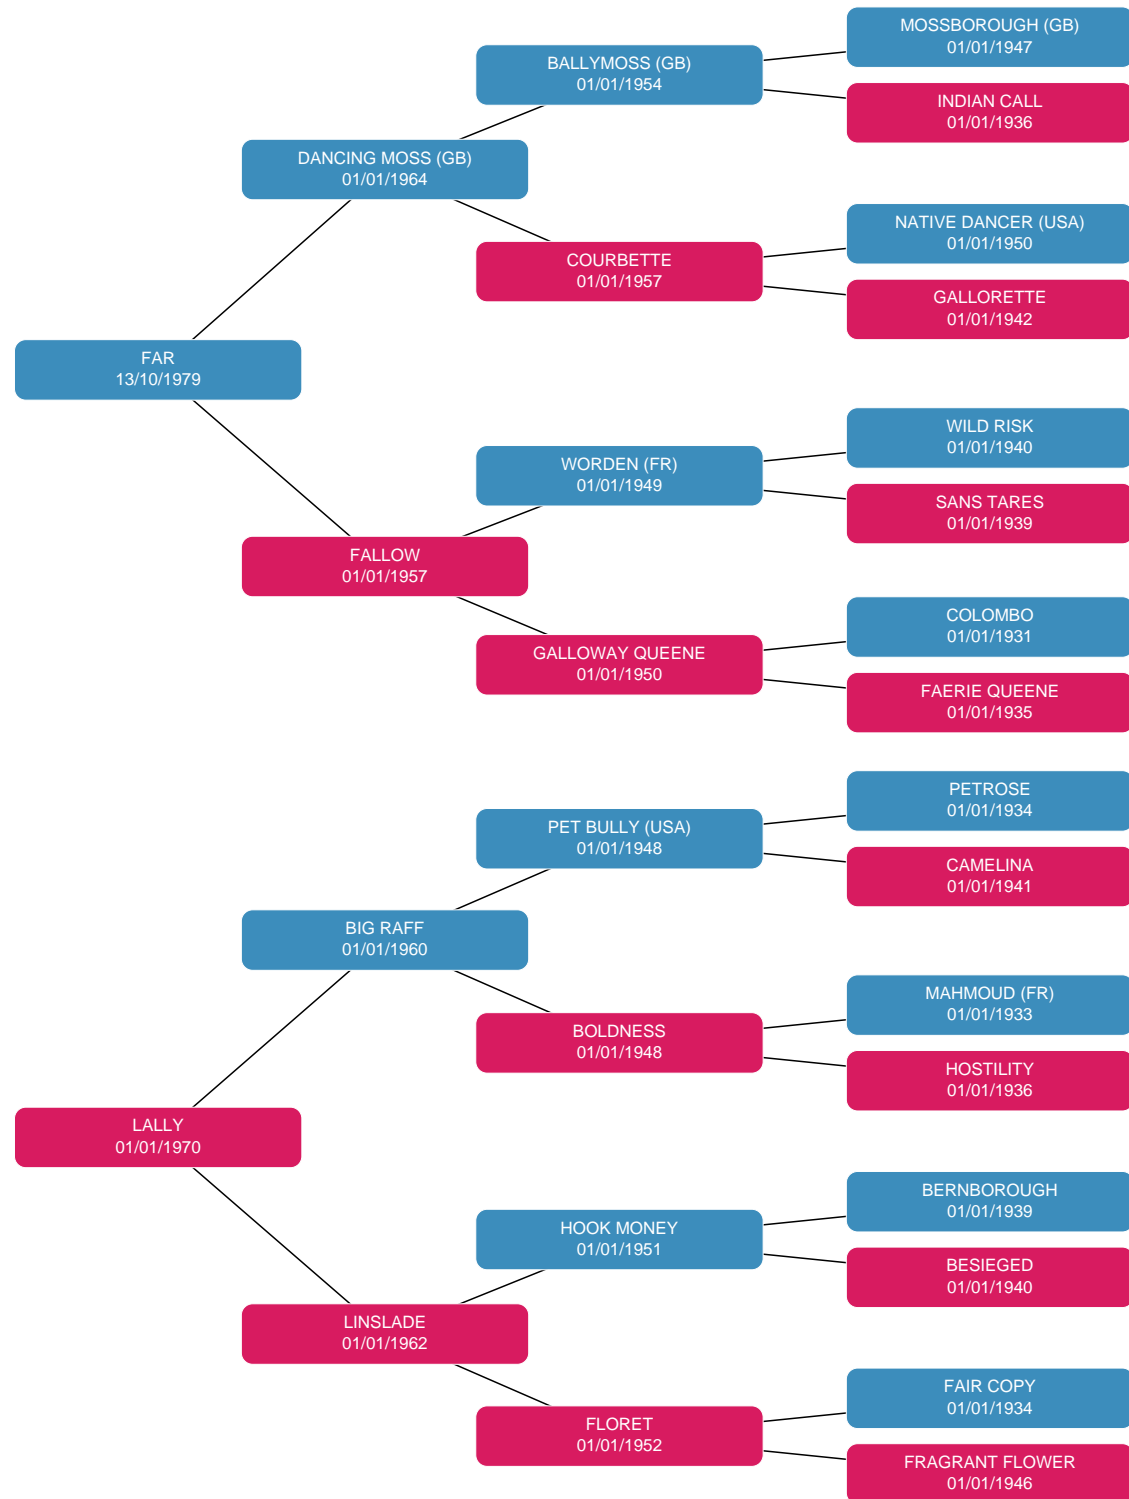 MOSSBOROUGH (GB)
01/01/1947
BALLYMOSS (GB)
01/01/1954
INDIAN CALL
01/01/1936
DANCING MOSS (GB)
01/01/1964
NATIVE DANCER (USA)
01/01/1950
COURBETTE
01/01/1957
GALLORETTE
01/01/1942
FAR
13/10/1979
WILD RISK
01/01/1940
WORDEN (FR)
01/01/1949
SANS TARES
01/01/1939
FALLOW
01/01/1957
COLOMBO
01/01/1931
GALLOWAY QUEENE
01/01/1950
FAERIE QUEENE
01/01/1935
PETROSE
01/01/1934
PET BULLY (USA)
01/01/1948
CAMELINA
01/01/1941
BIG RAFF
01/01/1960
MAHMOUD (FR)
01/01/1933
BOLDNESS
01/01/1948
HOSTILITY
01/01/1936
LALLY
01/01/1970
BERNBOROUGH
01/01/1939
HOOK MONEY
01/01/1951
BESIEGED
01/01/1940
LINSLADE
01/01/1962
FAIR COPY
01/01/1934
FLORET
01/01/1952
FRAGRANT FLOWER
01/01/1946